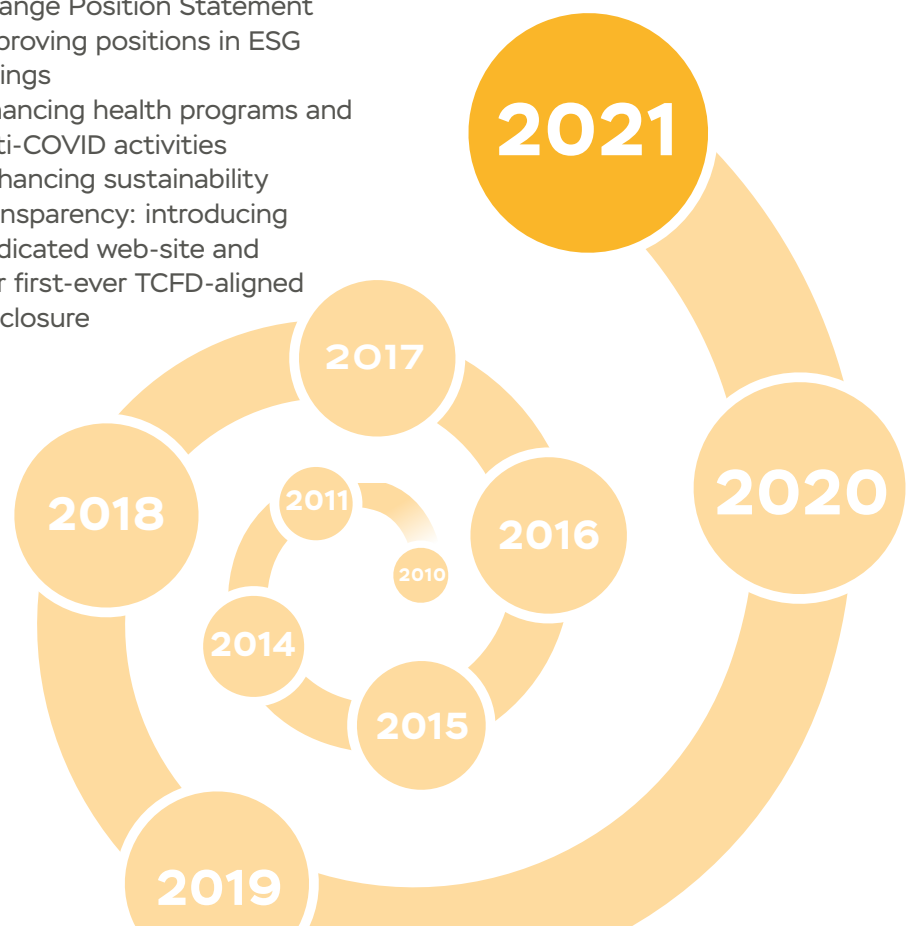 ange Position Statement
proving positions in ESG
ings
ancing health programs and
ti-COVID activities
hancing sustainability
nsparency: introducing
dicated web-site and
r first-ever TCFD-aligned
closure
2021
2017
2020
2018
2011
2016
2010
2014
2015
2019